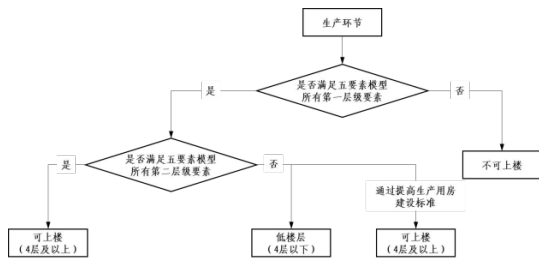 生产环节
是否满足五要素模型
所有第一层级要素
是
否
是否满足五要素模型
所有第二层级要素
不可上楼
是
否
通过提高生产用房
建设标准
可上楼
（4层及以上）
低楼层
（4层以下）
可上楼
（4层及以上）